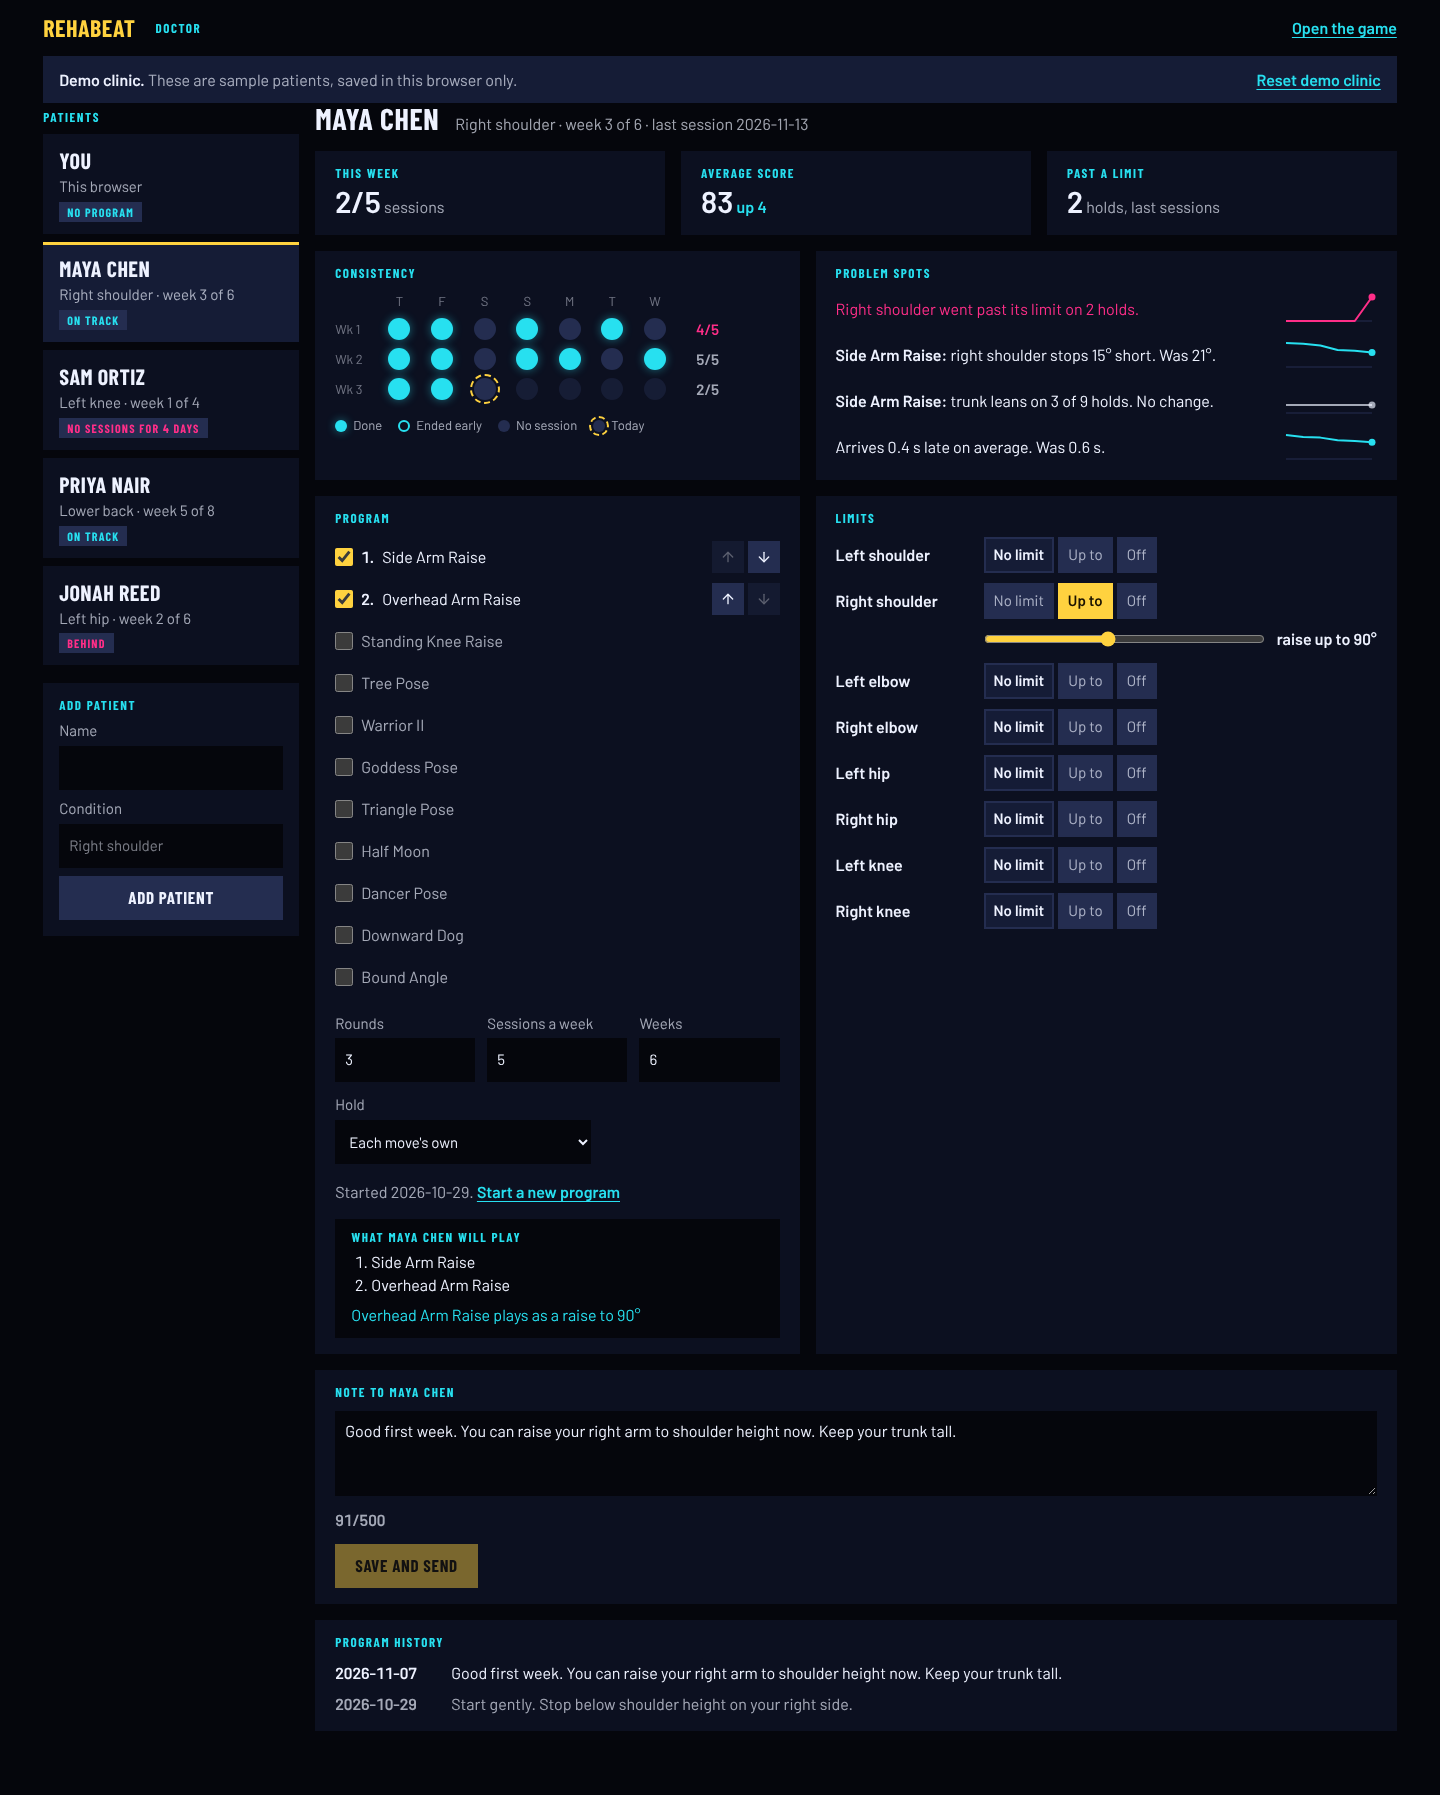 REHABEAT DOCTOR Open the game
Demo clinic. These are sample patients, saved in this browser only. Reset demo clinic
PATIENTS
YOU
This browser
NO PROGRAM
MAYA CHEN
Right shoulder · week 3 of 6
ON TRACK
SAM ORTIZ
Left knee · week 1 of 4
NO SESSIONS FOR 4 DAYS
PRIYA NAIR
Lower back · week 5 of 8
ON TRACK
JONAH REED
Left hip · week 2 of 6
BEHIND
ADD PATIENT
Name
Condition
Right shoulder
ADD PATIENT
MAYA CHEN Right shoulder · week 3 of 6 · last session 2026-11-13
THIS WEEK
2/5 sessions
AVERAGE SCORE
83 up 4
PAST A LIMIT
2 holds, last sessions
CONSISTENCY
T F S S M T W
Wk 1 4/5
Wk 2 5/5
Wk 3 2/5
Done Ended early No session Today
PROBLEM SPOTS
Right shoulder went past its limit on 2 holds.
Side Arm Raise: right shoulder stops 15° short. Was 21°.
Side Arm Raise: trunk leans on 3 of 9 holds. No change.
Arrives 0.4 s late on average. Was 0.6 s.
PROGRAM
1. Side Arm Raise ↑ ↓
2. Overhead Arm Raise ↑ ↓
Standing Knee Raise
Tree Pose
Warrior II
Goddess Pose
Triangle Pose
Half Moon
Dancer Pose
Downward Dog
Bound Angle
Rounds Sessions a week Weeks
3 5 6
Hold
Each move's own
Started 2026-10-29. Start a new program
WHAT MAYA CHEN WILL PLAY
1. Side Arm Raise
2. Overhead Arm Raise
Overhead Arm Raise plays as a raise to 90°
LIMITS
Left shoulder No limit Up to Off
Right shoulder No limit Up to Off
raise up to 90°
Left elbow No limit Up to Off
Right elbow No limit Up to Off
Left hip No limit Up to Off
Right hip No limit Up to Off
Left knee No limit Up to Off
Right knee No limit Up to Off
NOTE TO MAYA CHEN
Good first week. You can raise your right arm to shoulder height now. Keep your trunk tall.
91/500
SAVE AND SEND
PROGRAM HISTORY
2026-11-07 Good first week. You can raise your right arm to shoulder height now. Keep your trunk tall.
2026-10-29 Start gently. Stop below shoulder height on your right side.